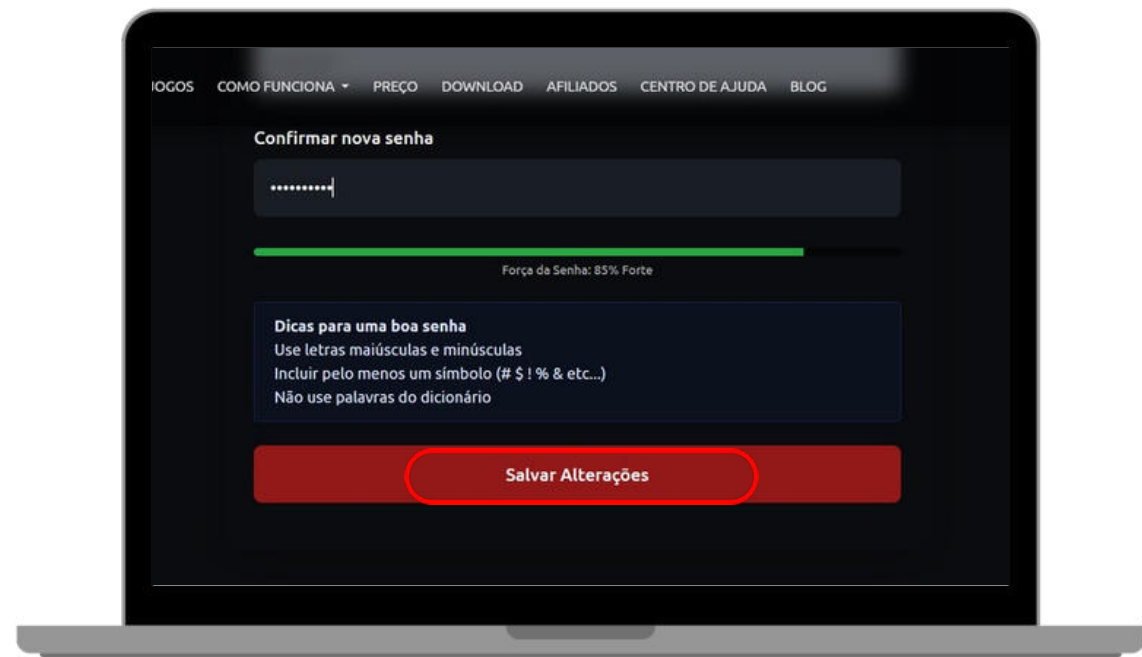 JOGOS COMO FUNCIONA PREÇO DOWNLOAD AFILIADOS CENTRO DE AJUDA BLOG
Confirmar nova senha
Força da Senha: 85% Forte
Dicas para uma boa senha
Use letras maiúsculas e minúsculas
Incluir pelo menos um símbolo (# $ ! % & etc...)
Não use palavras do dicionário
Salvar Alterações